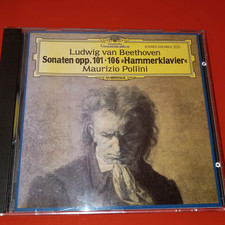 Ludwig van Beethoven
Sonaten opp. 101 · 106 »Hammerklavier«
Maurizio Pollini